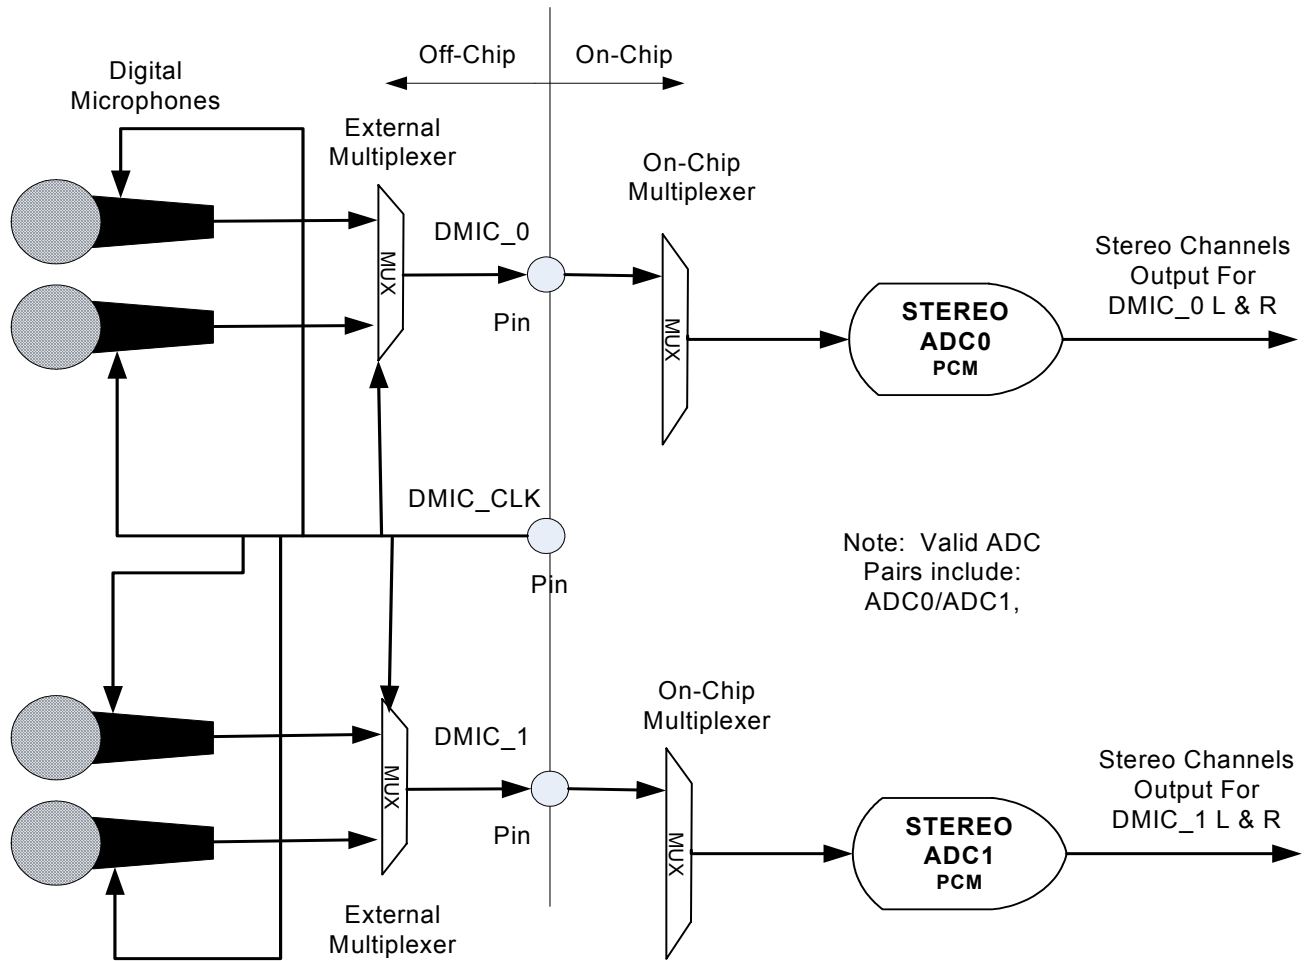 Off-Chip
On-Chip
Digital
Microphones
External
Multiplexer
On-Chip
Multiplexer
DMIC_0
MUX
Pin
MUX
STEREO
ADC0
PCM
Stereo Channels
Output For
DMIC_0 L & R
DMIC_CLK
Pin
Note: Valid ADC
Pairs include:
ADC0/ADC1,
On-Chip
Multiplexer
DMIC_1
MUX
Pin
MUX
STEREO
ADC1
PCM
Stereo Channels
Output For
DMIC_1 L & R
External
Multiplexer